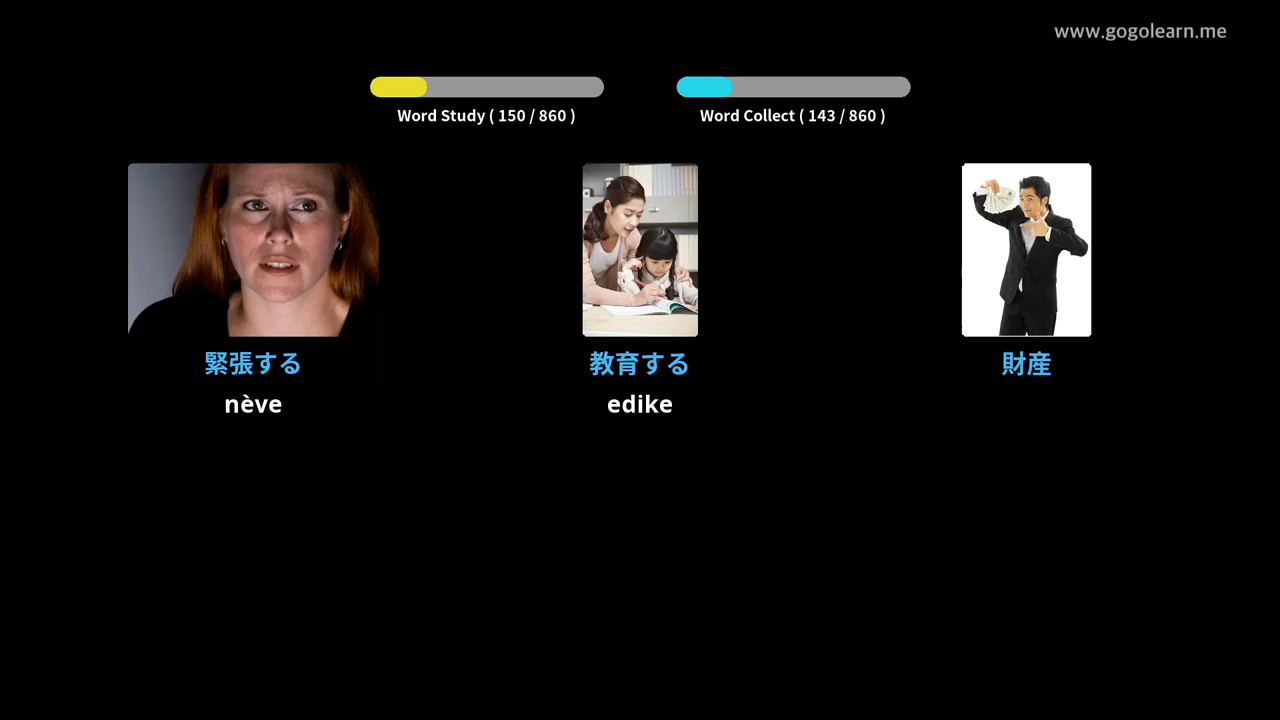 www.gogolearn.me
Word Study ( 150 / 860 )
Word Collect ( 143 / 860 )
緊張する
教育する
財産
nève
edike